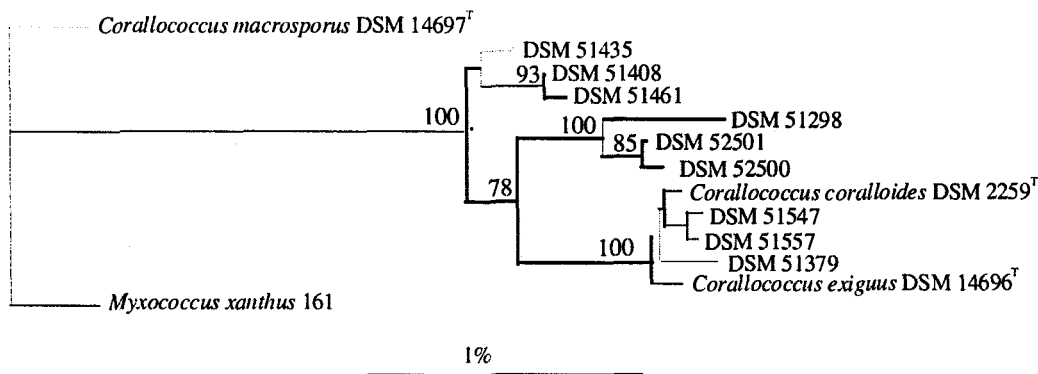 Corallococcus macrosporus DSM 14697T
DSM 51435
93
DSM 51408
DSM 51461
100
100
DSM 51298
85
DSM 52501
DSM 52500
78
Corallococcus coralloides DSM 2259T
DSM 51547
DSM 51557
100
DSM 51379
Corallococcus exiguus DSM 14696T
Myxococcus xanthus 161
1%